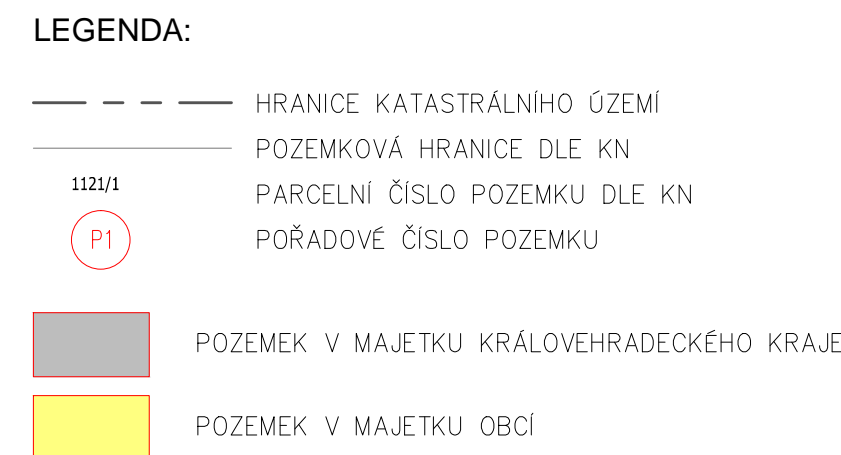 LEGENDA:
HRANICE KATASTRÁLNÍHO ÚZEMÍ
POZEMKOVÁ HRANICE DLE KN
1121/1 PARCELNÍ ČÍSLO POZEMKU DLE KN
P1 POŘADOVÉ ČÍSLO POZEMKU
POZEMEK V MAJETKU KRÁLOVEHRADECKÉHO KRAJE
POZEMEK V MAJETKU OBCÍ